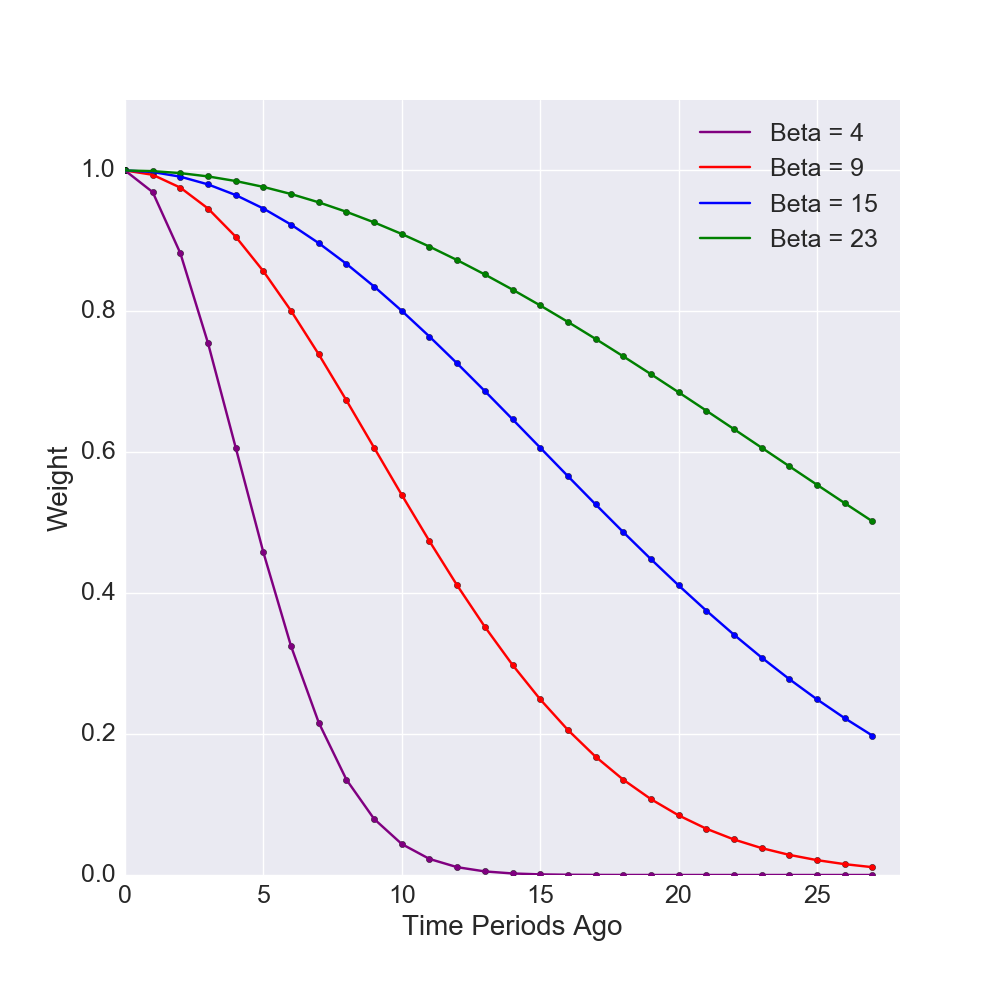 Beta = 4
Beta = 9
Beta = 15
Beta = 23
1.0
0.8
0.6
0.4
0.2
0.0
Weight
0 5 10 15 20 25
Time Periods Ago